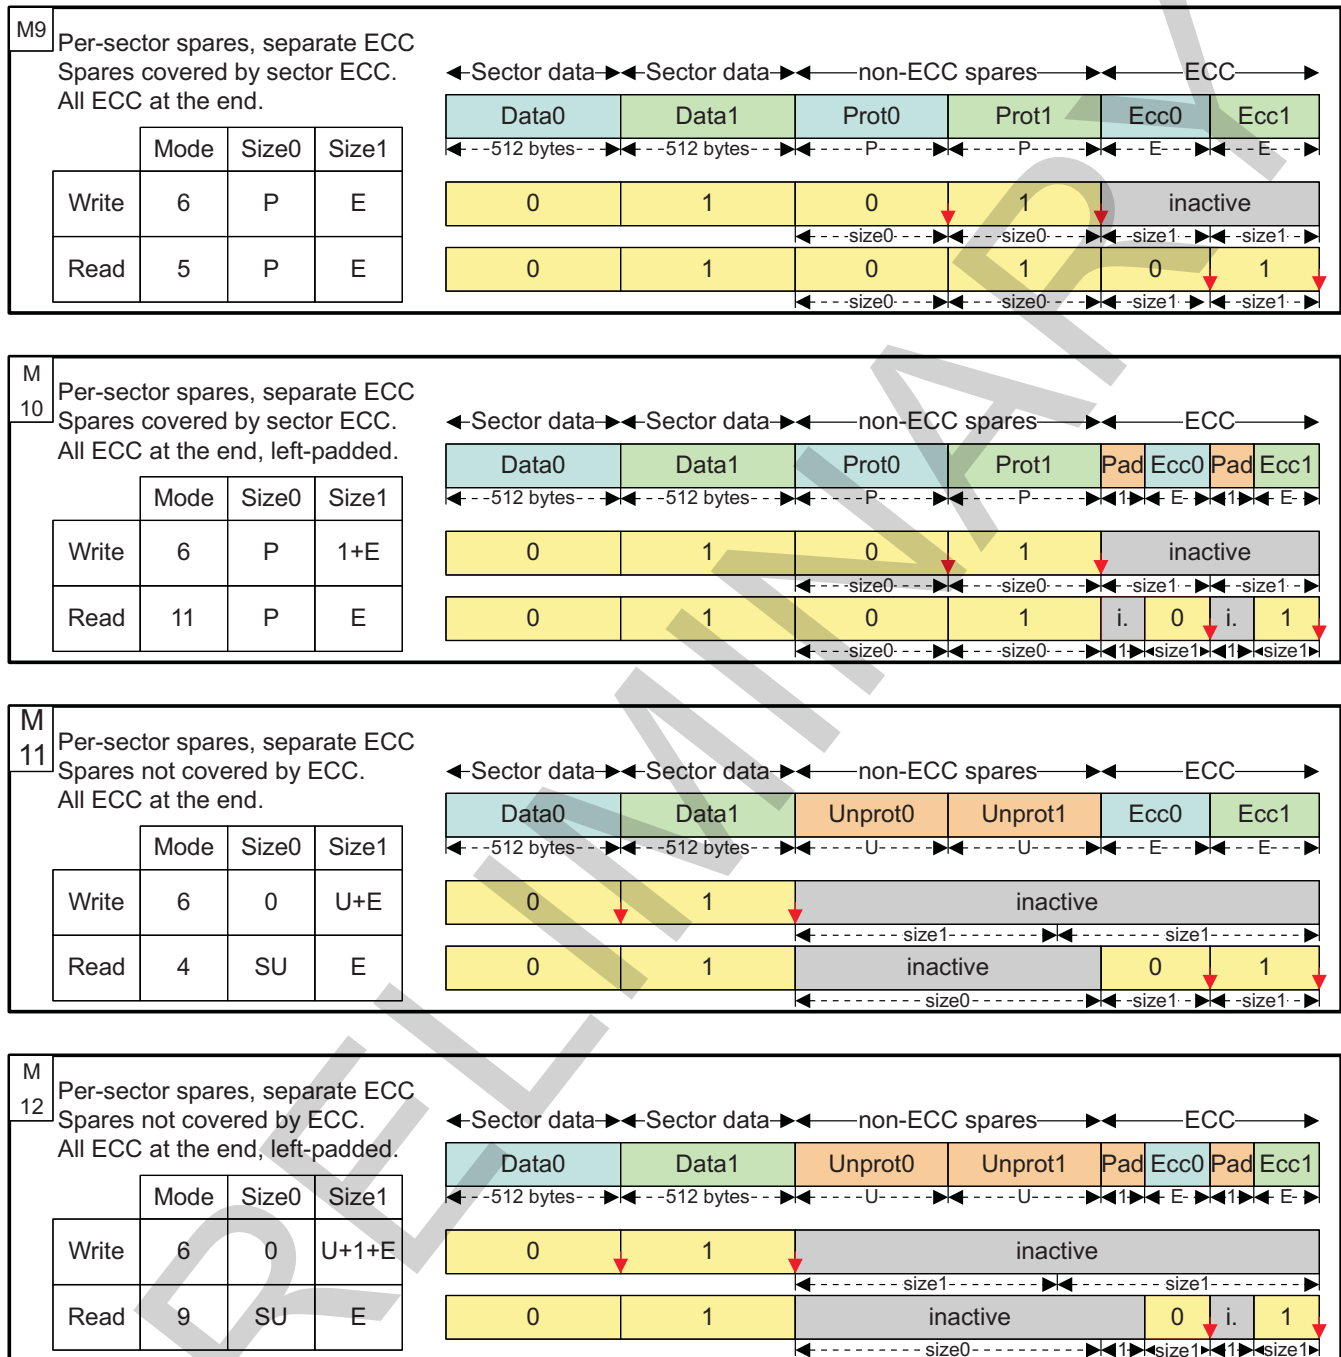 M9
Per-sector spares, separate ECC
Spares covered by sector ECC.
All ECC at the end.
Mode Size0 Size1
Write 6 P E
Read 5 P E
Sector data Sector data non-ECC spares ECC
Data0 Data1 Prot0 Prot1 Ecc0 Ecc1
512 bytes 512 bytes P P E E
0 1 0 1 inactive
size0 size0 size1 size1
0 1 0 1 0 1
size0 size0 size1 size1
M
10
Per-sector spares, separate ECC
Spares covered by sector ECC.
All ECC at the end, left-padded.
Mode Size0 Size1
Write 6 P 1+E
Read 11 P E
Sector data Sector data non-ECC spares ECC
Data0 Data1 Prot0 Prot1 Pad Ecc0 Pad Ecc1
512 bytes 512 bytes P P 1 E 1 E
0 1 0 1 inactive
size0 size0 size1 size1
0 1 0 1 i. 0 i. 1
size0 size0 1 size1 1 size1
M
11
Per-sector spares, separate ECC
Spares not covered by ECC.
All ECC at the end.
Mode Size0 Size1
Write 6 0 U+E
Read 4 SU E
Sector data Sector data non-ECC spares ECC
Data0 Data1 Unprot0 Unprot1 Ecc0 Ecc1
512 bytes 512 bytes U U E E
0 1 inactive
size1 size1
0 1 inactive 0 1
size0 size1 size1
M
12
Per-sector spares, separate ECC
Spares not covered by ECC.
All ECC at the end, left-padded.
Mode Size0 Size1
Write 6 0 U+1+E
Read 9 SU E
Sector data Sector data non-ECC spares ECC
Data0 Data1 Unprot0 Unprot1 Pad Ecc0 Pad Ecc1
512 bytes 512 bytes U U 1 E 1 E
0 1 inactive
size1 size1
0 1 inactive 0 i. 1
size0 1 size1 1 size1
RELIMINARY